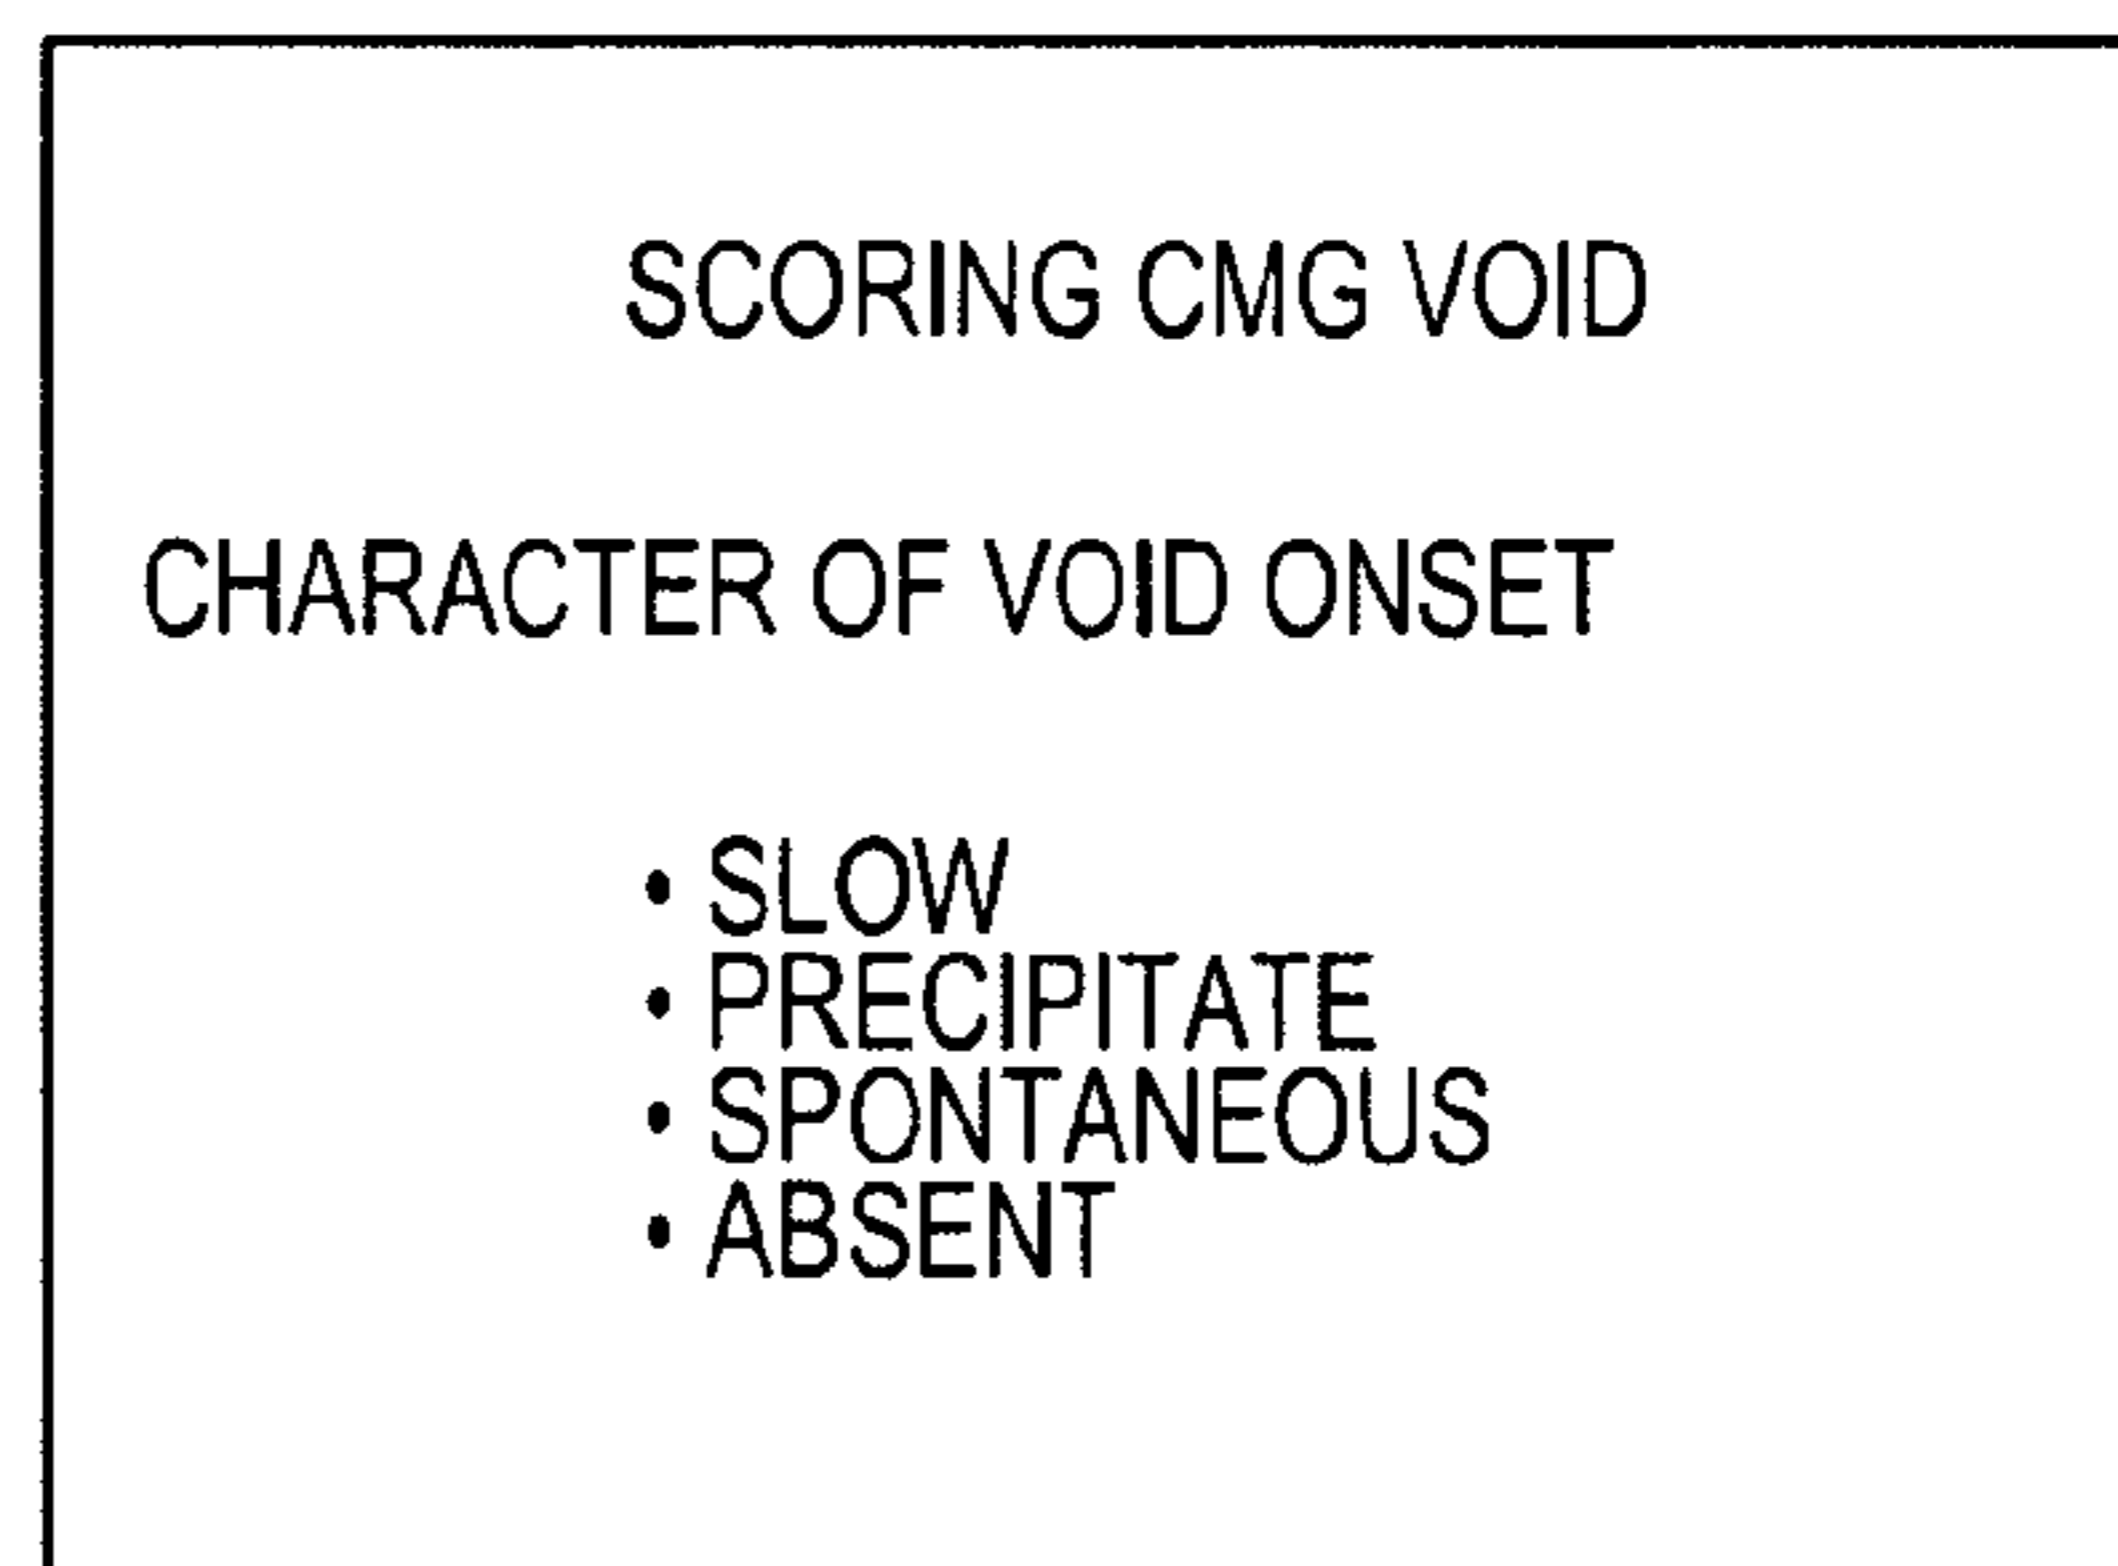 SCORING CMG VOID
CHARACTER OF VOID ONSET
• SLOW
• PRECIPITATE
• SPONTANEOUS
• ABSENT